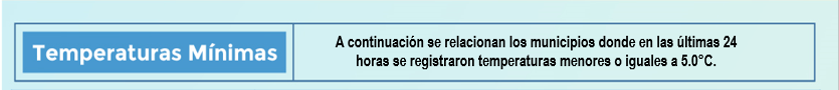 Temperaturas Mínimas
A continuación se relacionan los municipios donde en las últimas 24
horas se registraron temperaturas menores o iguales a 5.0°C.